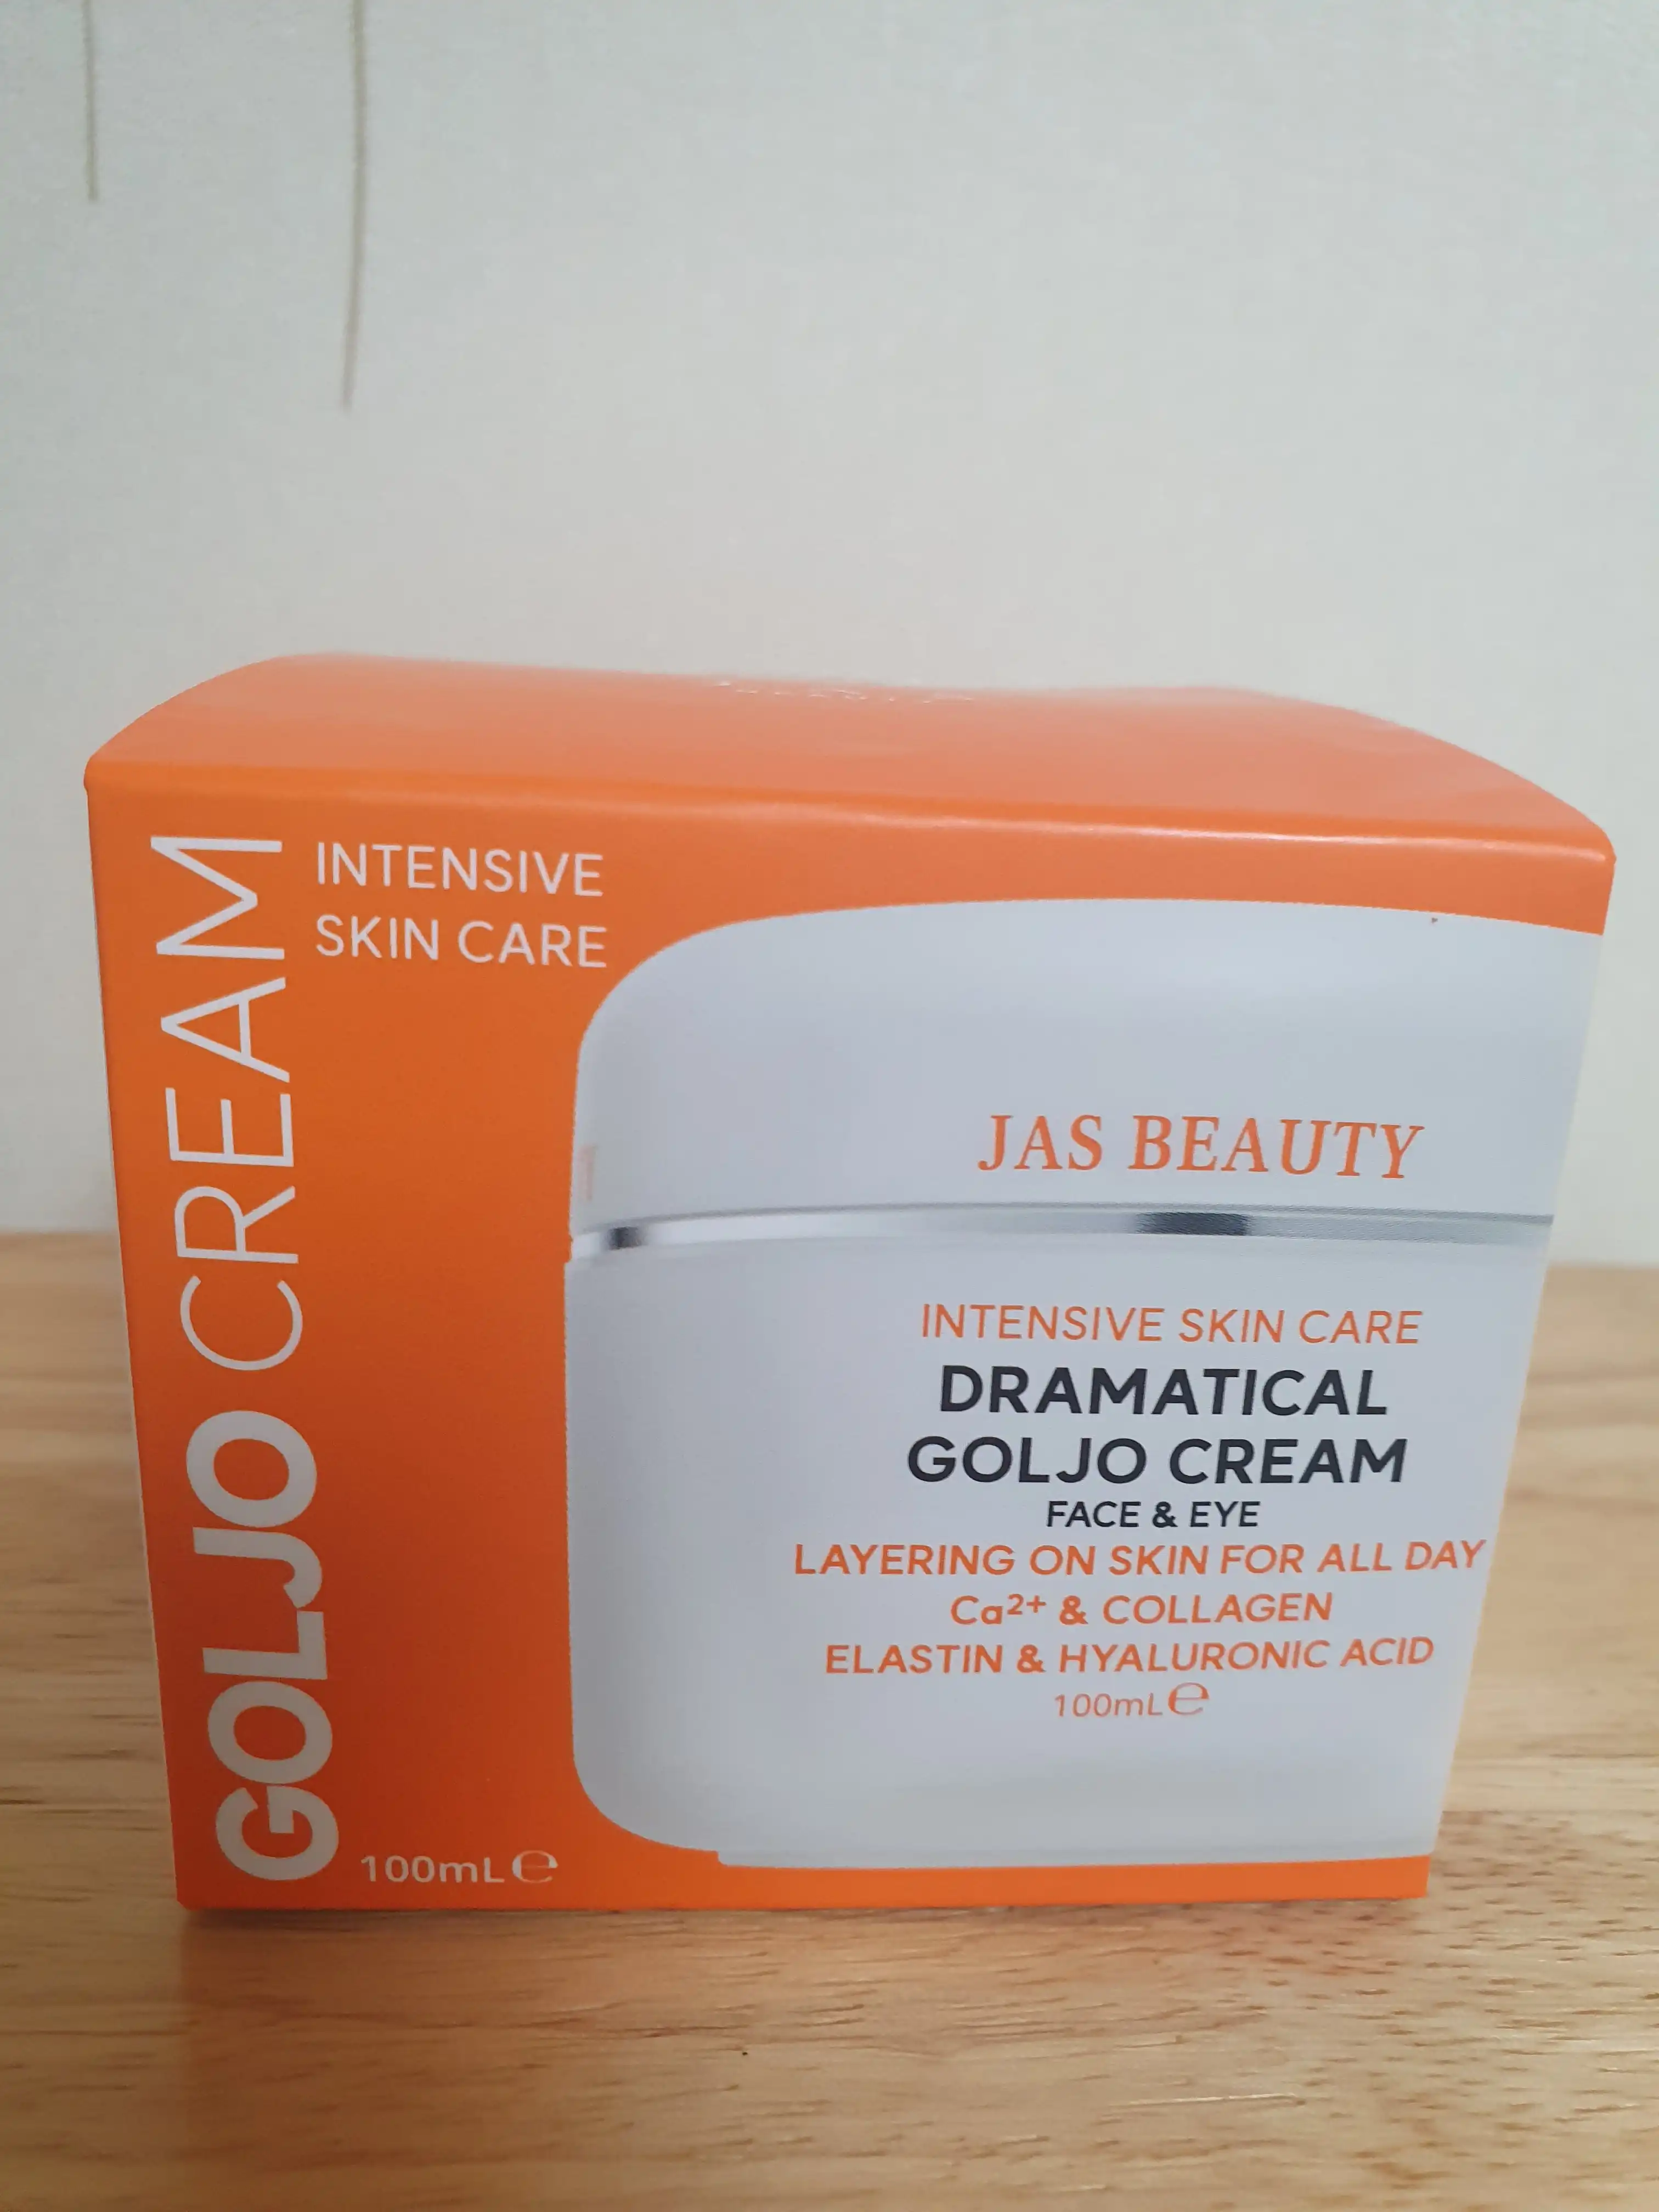 GOLJO CREAM
INTENSIVE
SKIN CARE
100mL℮
JAS BEAUTY
INTENSIVE SKIN CARE
DRAMATICAL
GOLJO CREAM
FACE & EYE
LAYERING ON SKIN FOR ALL DAY
Ca²⁺ & COLLAGEN
ELASTIN & HYALURONIC ACID
100mL℮